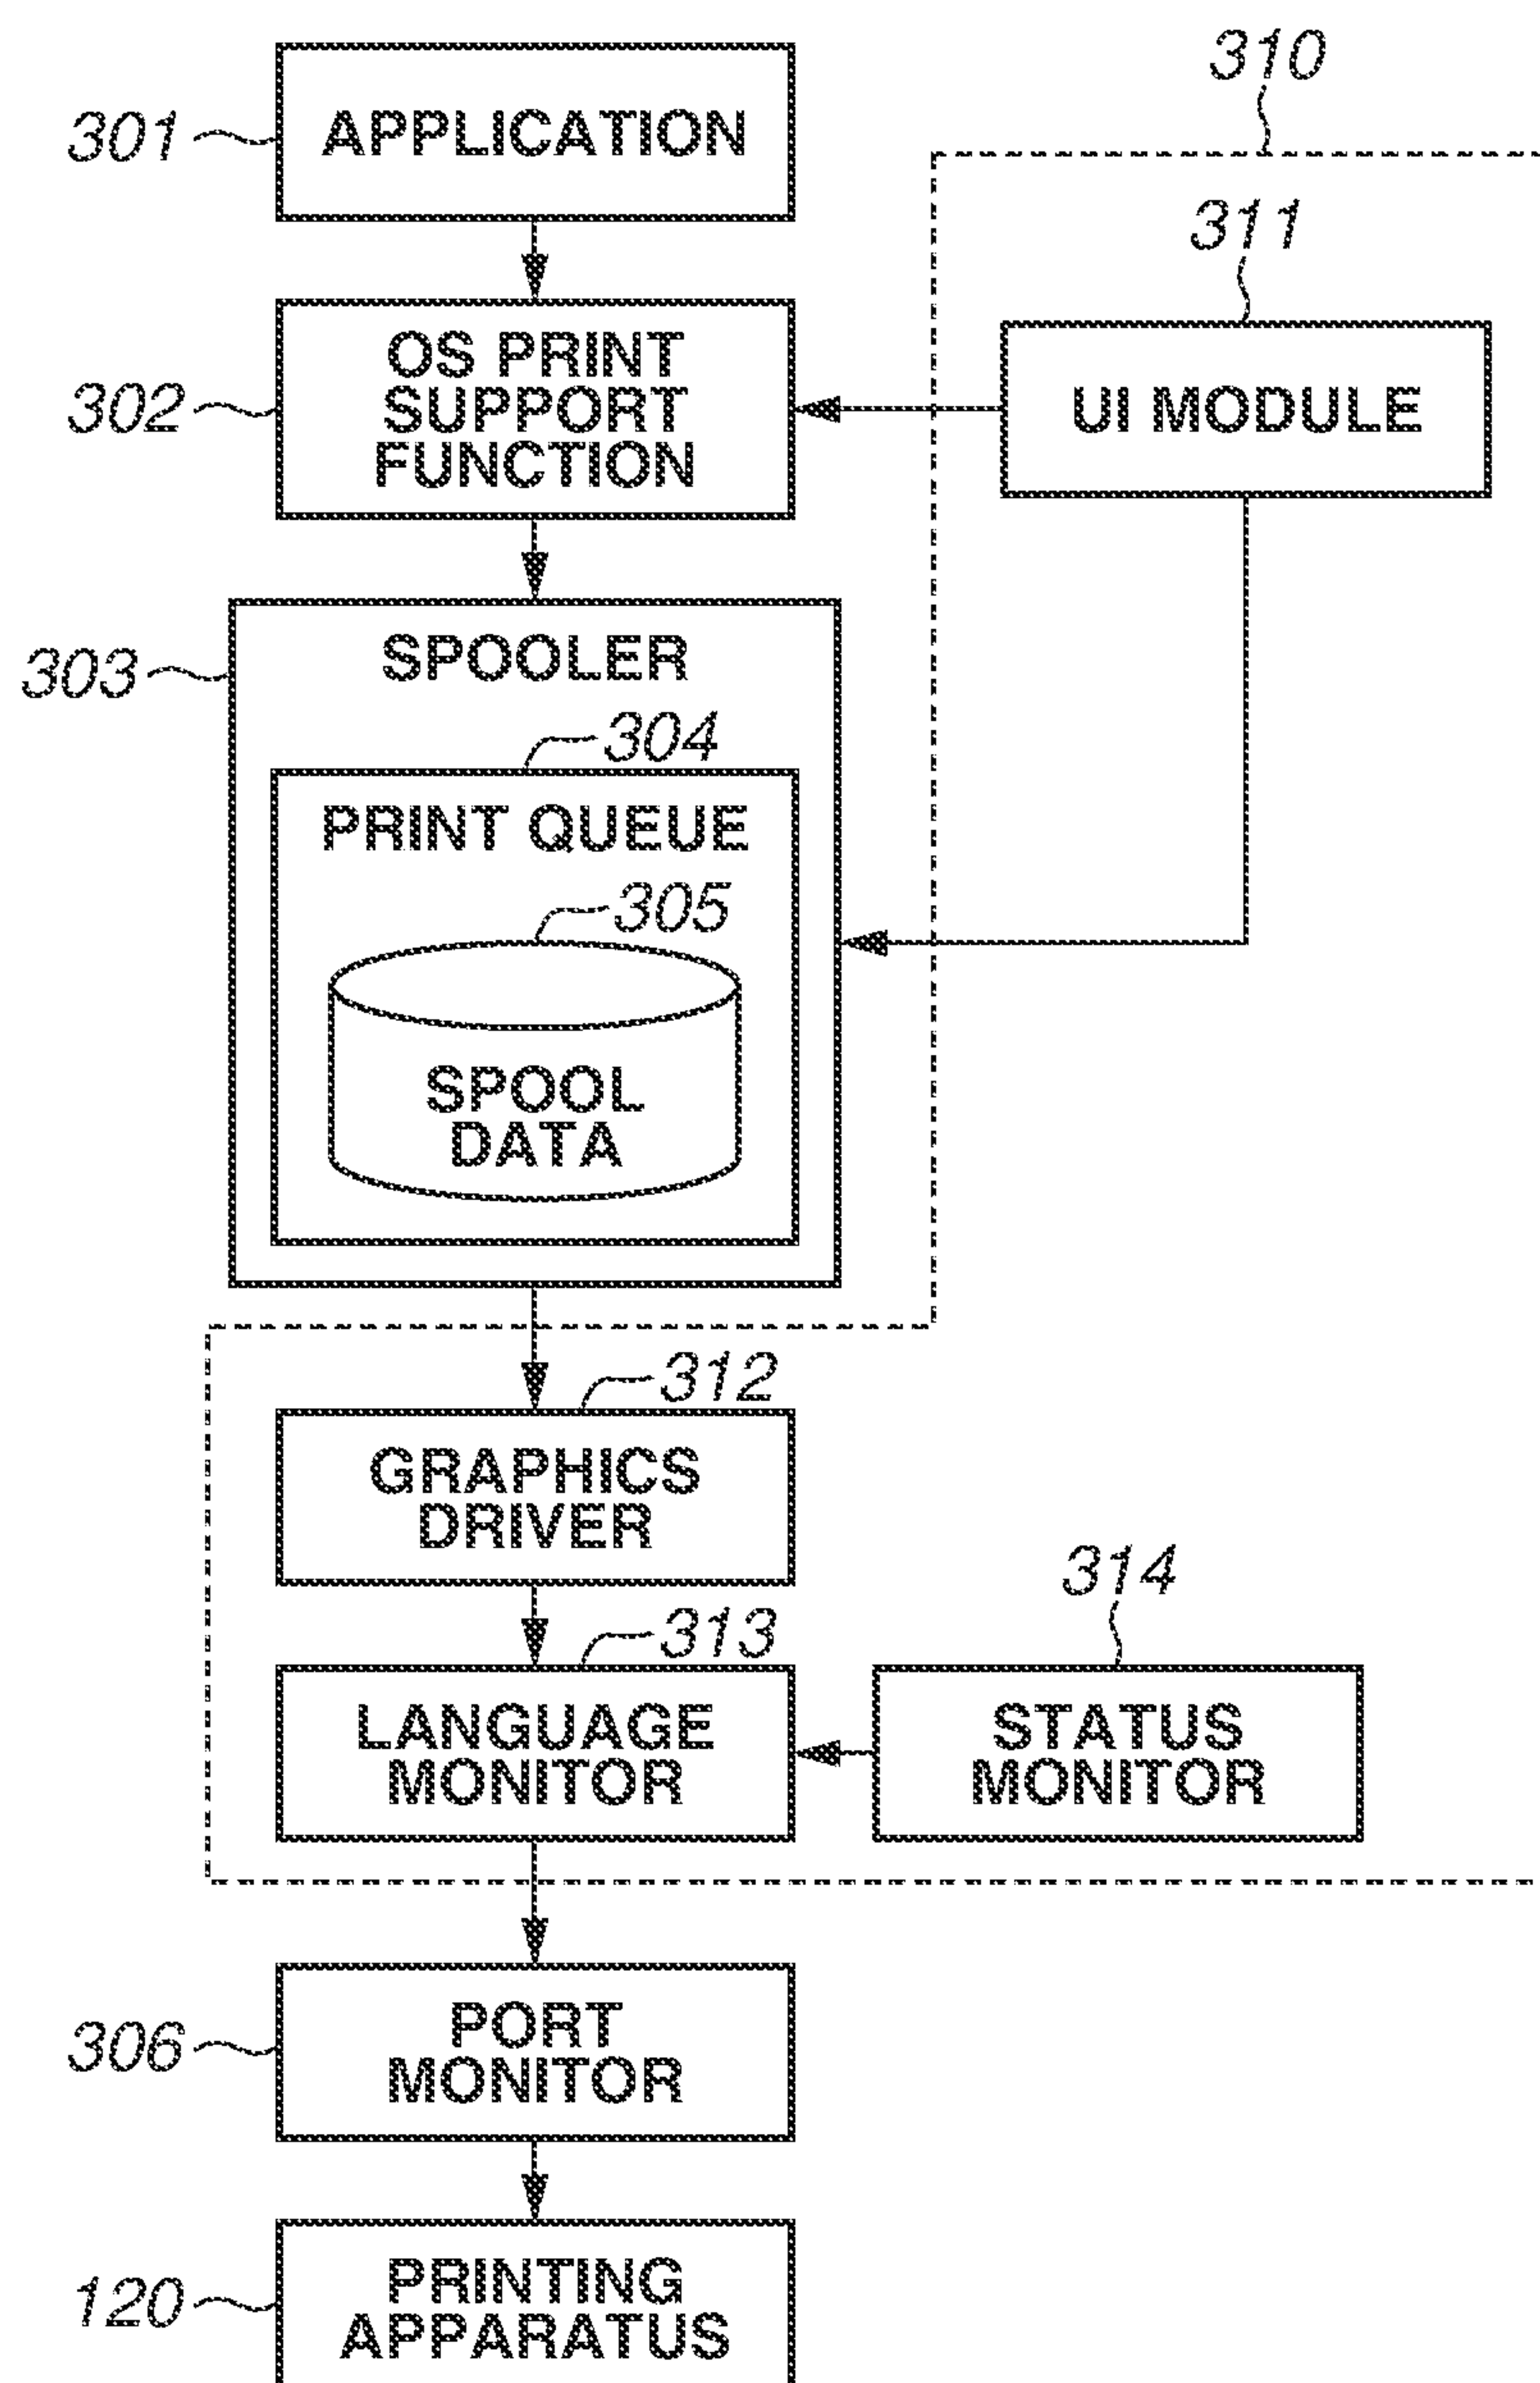 310
301
APPLICATION
311
302
OS PRINT
SUPPORT
FUNCTION
UI MODULE
303
SPOOLER
304
PRINT QUEUE
305
SPOOL
DATA
312
GRAPHICS
DRIVER
313
LANGUAGE
MONITOR
314
STATUS
MONITOR
306
PORT
MONITOR
120
PRINTING
APPARATUS